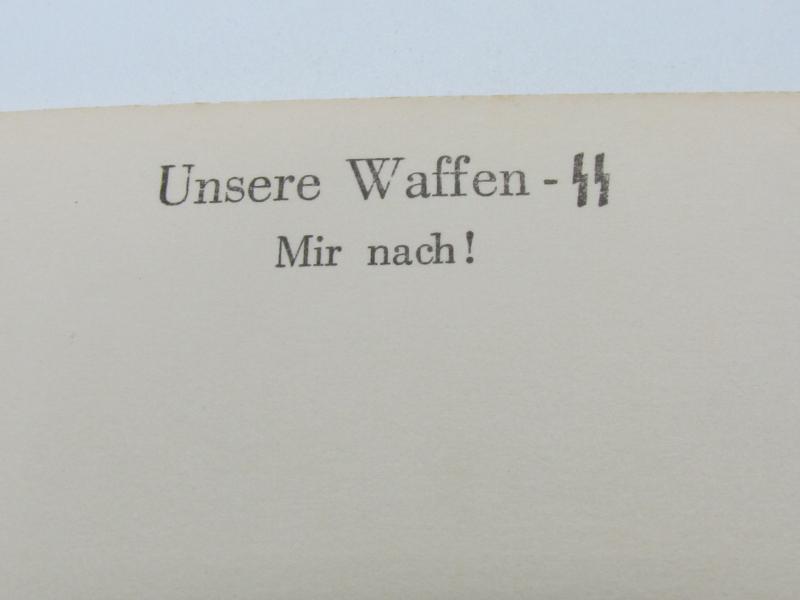 Unsere Waffen - ᛋᛋ
Mir nach!